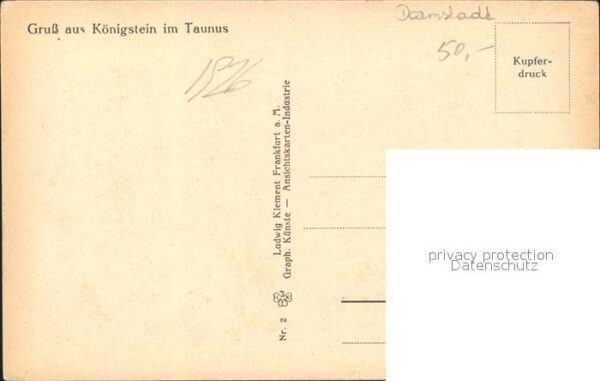 Gruß aus Königstein im Taunus
Darmstadt
50,-
Kupfer-
druck
Ludwig Klement Frankfurt a. M.
Graph. Künste — Ansichtskarten-Industrie
Nr. 2
privacy protection
Datenschutz